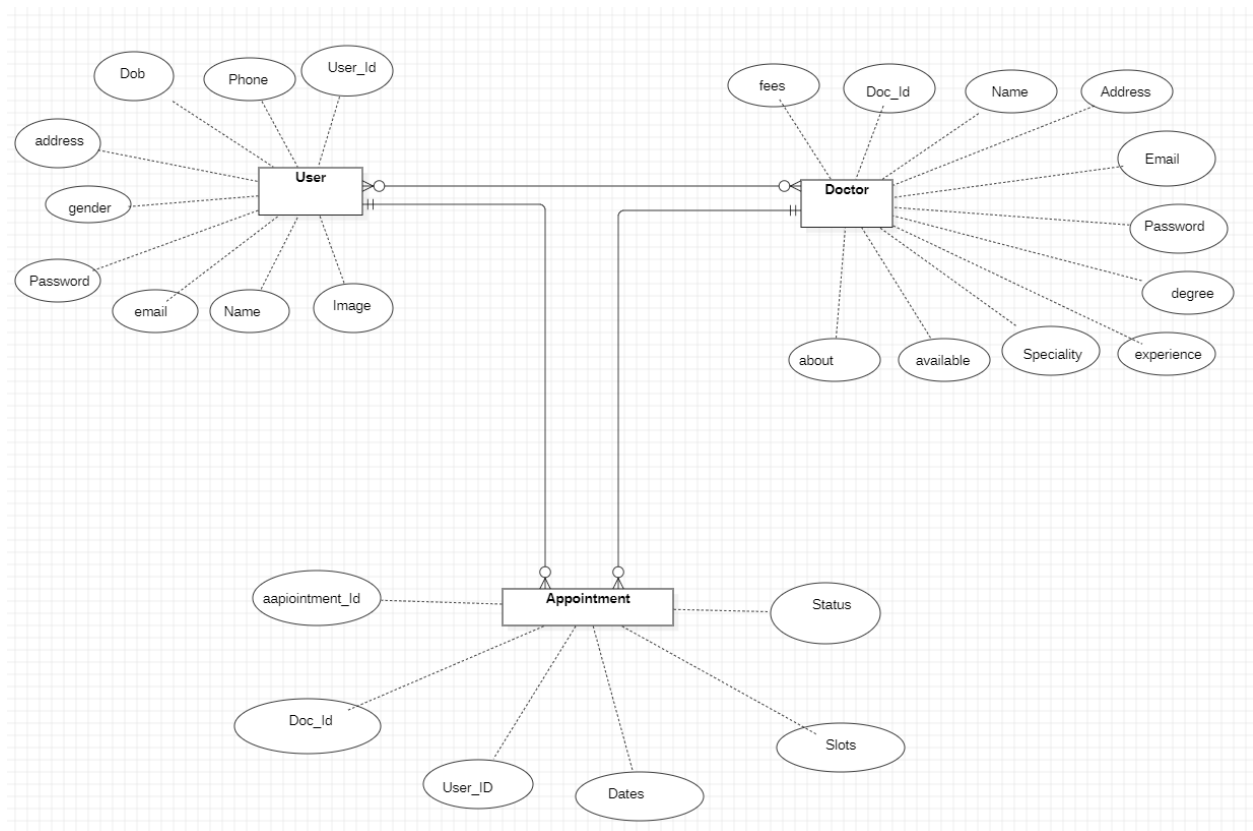 Dob
Phone
User_Id
address
User
gender
Password
email
Name
Image
fees
Doc_Id
Name
Address
Email
Doctor
Password
degree
about
available
Speciality
experience
aapiointment_Id
Appointment
Status
Doc_Id
User_ID
Dates
Slots